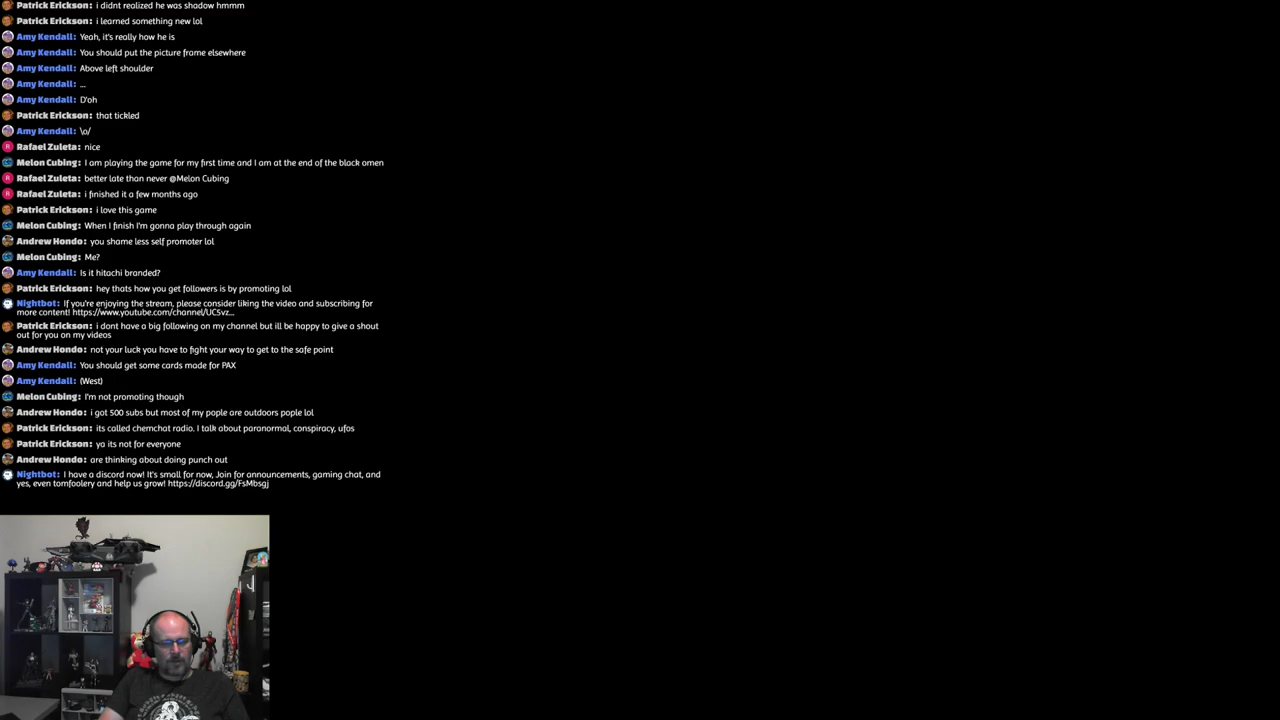 Patrick Erickson: i didnt realized he was shadow hmmm
Patrick Erickson: i learned something new lol
Amy Kendall: Yeah, it's really how he is
Amy Kendall: You should put the picture frame elsewhere
Amy Kendall: Above left shoulder
Amy Kendall: ...
Amy Kendall: D'oh
Patrick Erickson: that tickled
Amy Kendall: \o/
R Rafael Zuleta: nice
Melon Cubing: I am playing the game for my first time and I am at the end of the black omen
R Rafael Zuleta: better late than never @Melon Cubing
R Rafael Zuleta: i finished it a few months ago
Patrick Erickson: i love this game
Melon Cubing: When I finish I'm gonna play through again
Andrew Hondo: you shame less self promoter lol
Melon Cubing: Me?
Amy Kendall: Is it hitachi branded?
Patrick Erickson: hey thats how you get followers is by promoting lol
Nightbot: If you're enjoying the stream, please consider liking the video and subscribing for
more content! https://www.youtube.com/channel/UC5vz...
Patrick Erickson: i dont have a big following on my channel but ill be happy to give a shout
out for you on my videos
Andrew Hondo: not your luck you have to fight your way to get to the safe point
Amy Kendall: You should get some cards made for PAX
Amy Kendall: (West)
Melon Cubing: I'm not promoting though
Andrew Hondo: i got 500 subs but most of my pople are outdoors pople lol
Patrick Erickson: its called chemchat radio. I talk about paranormal, conspiracy, ufos
Patrick Erickson: ya its not for everyone
Andrew Hondo: are thinking about doing punch out
Nightbot: I have a discord now! It's small for now, Join for announcements, gaming chat, and
yes, even tomfoolery and help us grow! https://discord.gg/FsMbsgj